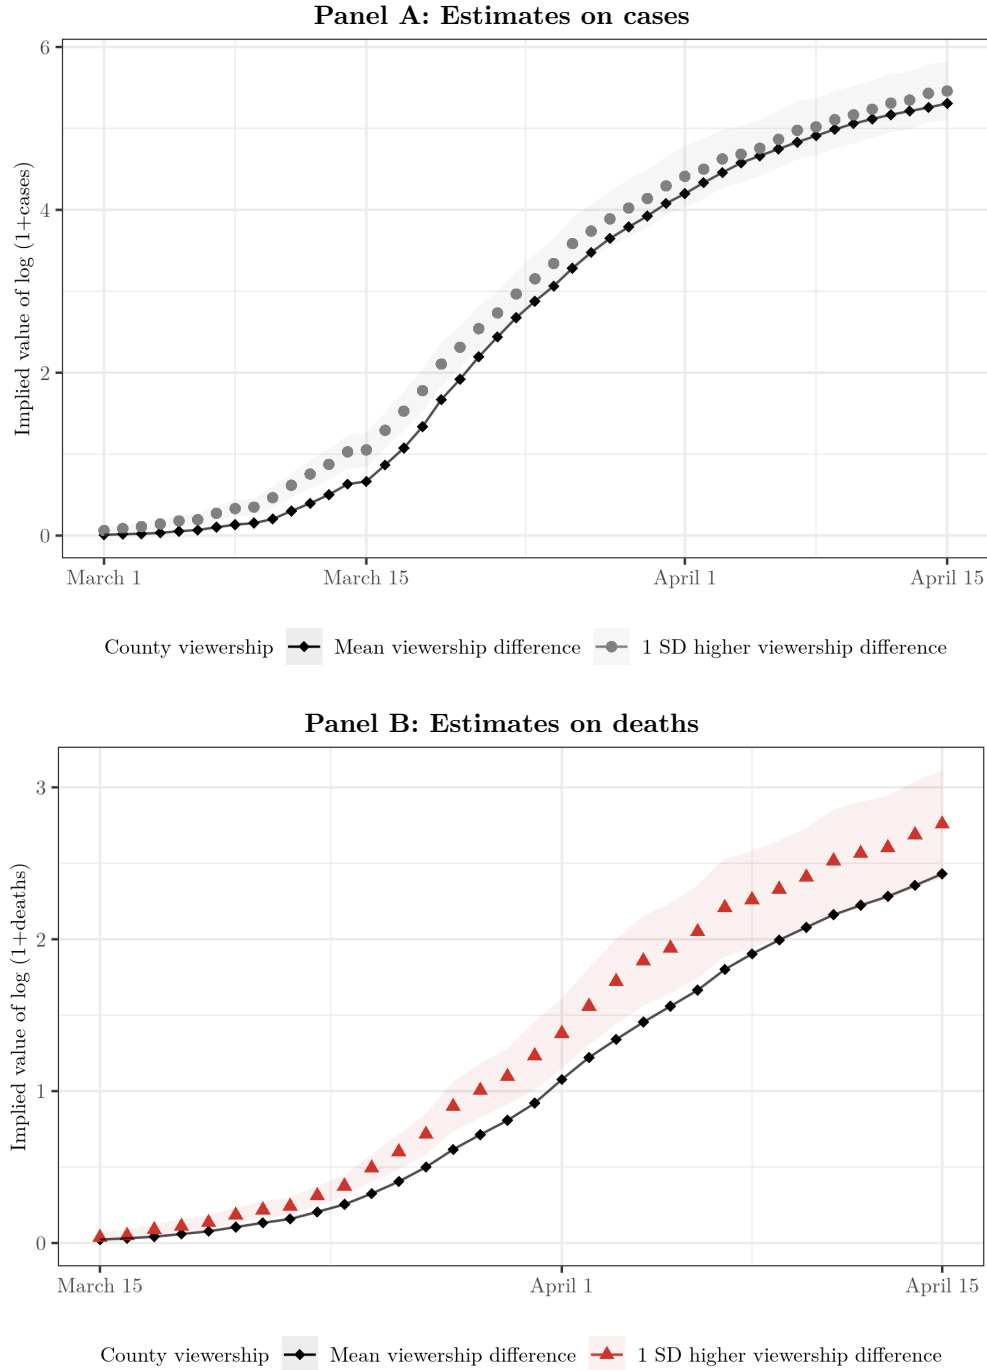 Panel A: Estimates on cases
Implied value of log (1+cases)
6
4
2
0
March 1 March 15 April 1 April 15
County viewership Mean viewership difference 1 SD higher viewership difference
Panel B: Estimates on deaths
Implied value of log (1+deaths)
3
2
1
0
March 15 April 1 April 15
County viewership Mean viewership difference 1 SD higher viewership difference